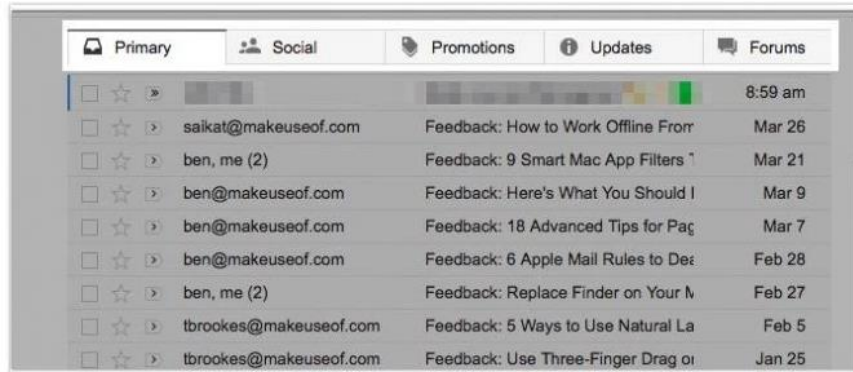 Primary Social Promotions Updates Forums
8:59 am
saikat@makeuseof.com Feedback: How to Work Offline From Mar 26
ben, me (2) Feedback: 9 Smart Mac App Filters Mar 21
ben@makeuseof.com Feedback: Here's What You Should Mar 9
ben@makeuseof.com Feedback: 18 Advanced Tips for Pag Mar 7
ben@makeuseof.com Feedback: 6 Apple Mail Rules to Dea Feb 28
ben, me (2) Feedback: Replace Finder on Your M Feb 27
tbrookes@makeuseof.com Feedback: 5 Ways to Use Natural La Feb 5
tbrookes@makeuseof.com Feedback: Use Three-Finger Drag or Jan 25